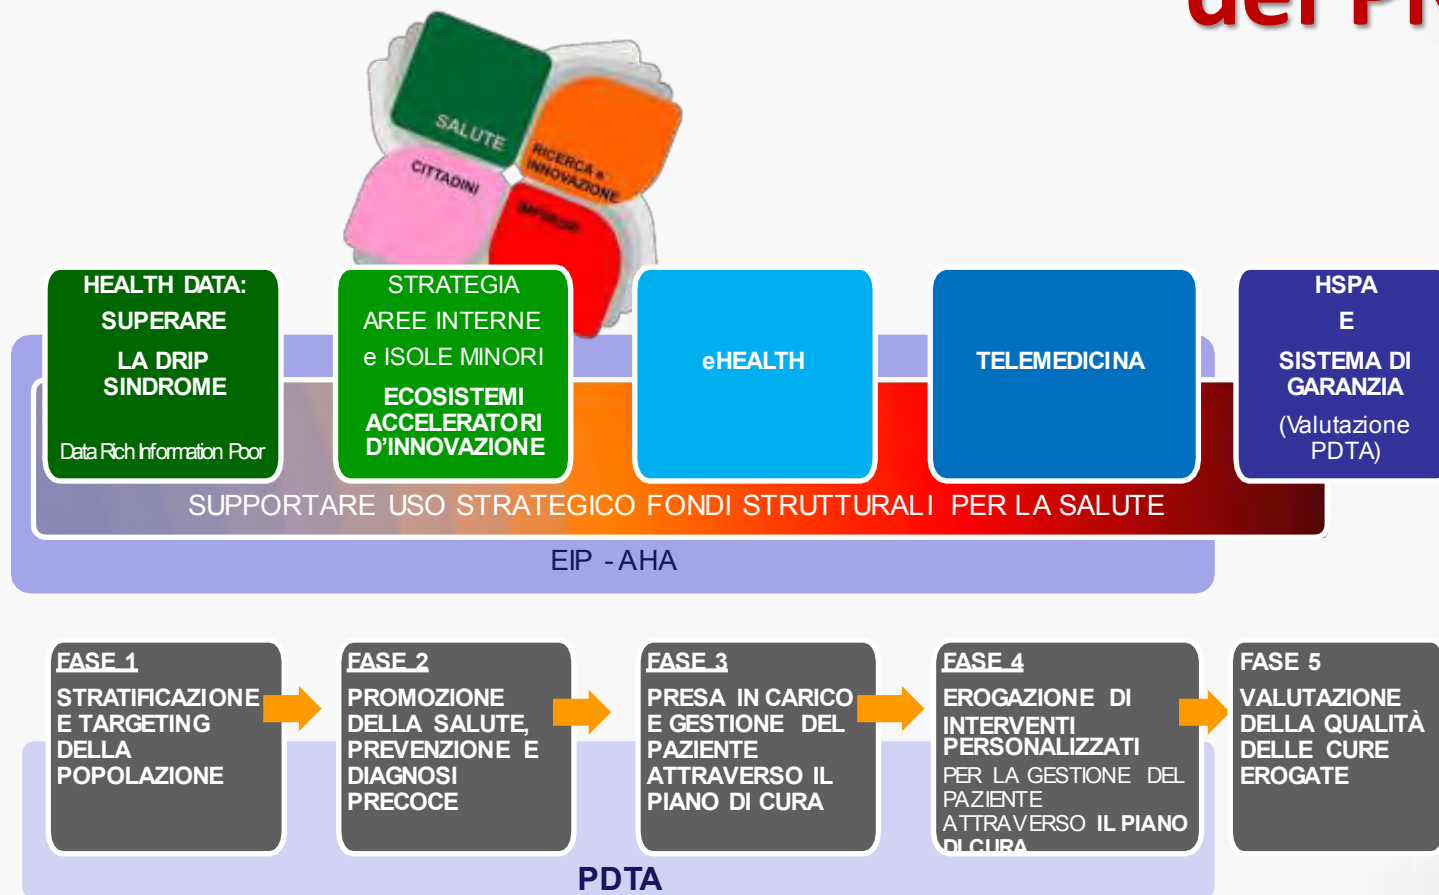 del
SALUTE
RICERCA e
INNOVAZIONE
CITTADINI
HEALTH DATA:
SUPERARE
LA DRIP
SINDROME
Data Rich Information Poor
STRATEGIA
AREE INTERNE
e ISOLE MINORI
ECOSISTEMI
ACCELERATORI
D'INNOVAZIONE
eHEALTH
TELEMEDICINA
HSPA
E
SISTEMA DI
GARANZIA
(Valutazione
PDTA)
SUPPORTARE USO STRATEGICO FONDI STRUTTURALI PER LA SALUTE
EIP - AHA
FASE 1
STRATIFICAZIONE
E TARGETING
DELLA
POPOLAZIONE
FASE 2
PROMOZIONE
DELLA SALUTE,
PREVENZIONE E
DIAGNOSI
PRECOCE
FASE 3
PRESA IN CARICO
E GESTIONE DEL
PAZIENTE
ATTRAVERSO IL
PIANO DI CURA
FASE 4
EROGAZIONE DI
INTERVENTI
PERSONALIZZATI
PER LA GESTIONE DEL
PAZIENTE
ATTRAVERSO IL PIANO
DI CURA
FASE 5
VALUTAZIONE
DELLA QUALITÀ
DELLE CURE
EROGATE
PDTA